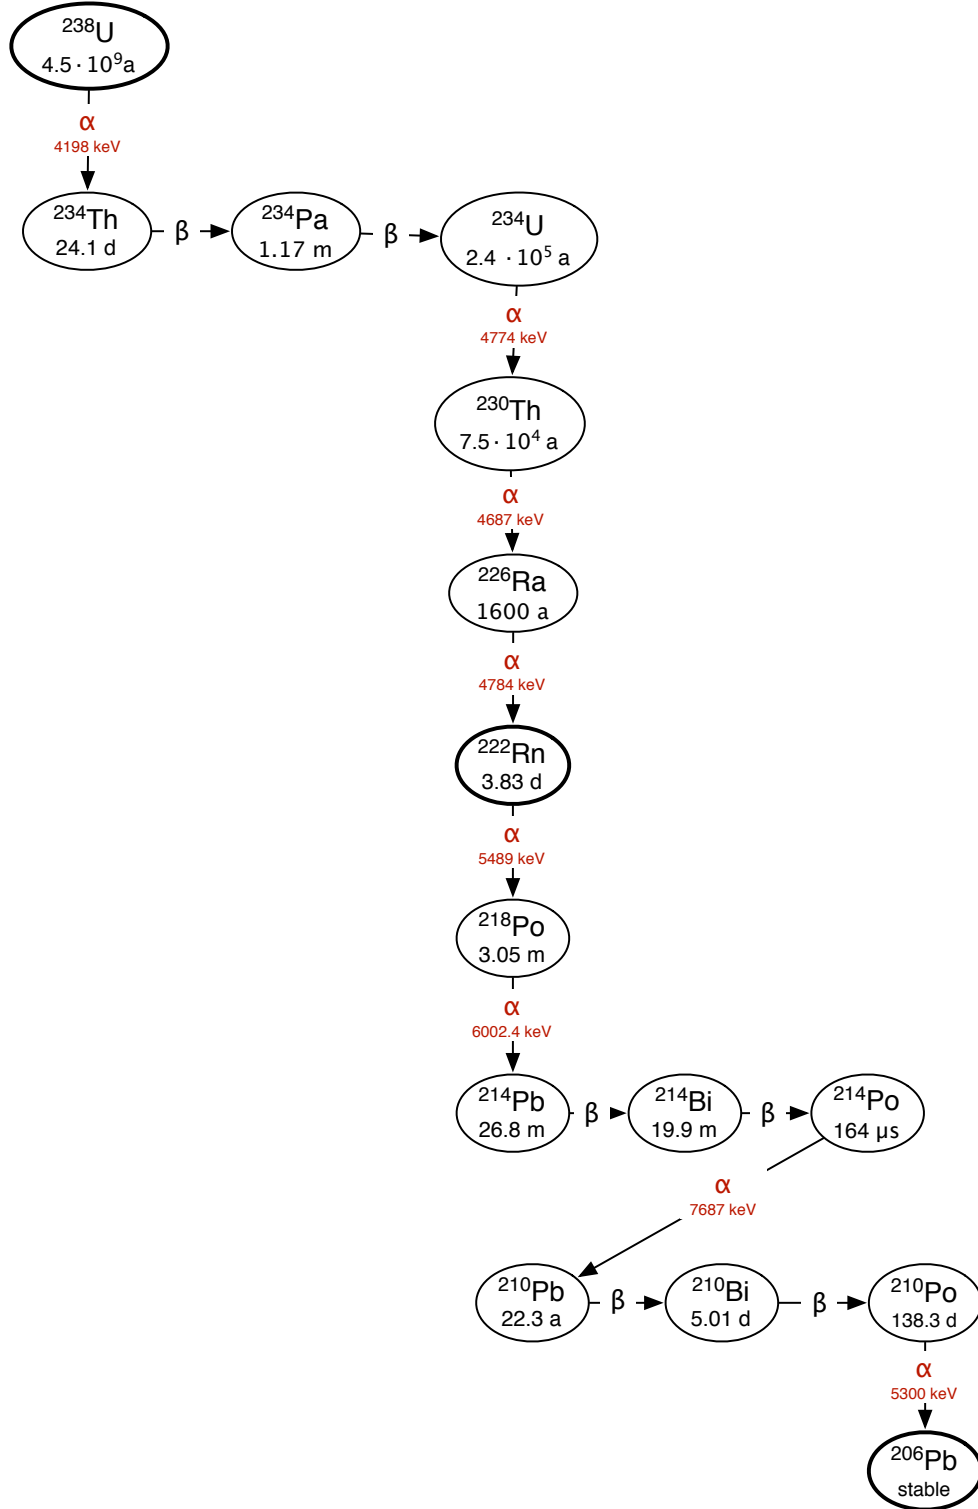 ²³⁸U
4.5 · 10⁹a
α
4198 keV
²³⁴Th
24.1 d
β
²³⁴Pa
1.17 m
β
²³⁴U
2.4 · 10⁵ a
α
4774 keV
²³⁰Th
7.5 · 10⁴ a
α
4687 keV
²²⁶Ra
1600 a
α
4784 keV
²²²Rn
3.83 d
α
5489 keV
²¹⁸Po
3.05 m
α
6002.4 keV
²¹⁴Pb
26.8 m
β
²¹⁴Bi
19.9 m
β
²¹⁴Po
164 µs
α
7687 keV
²¹⁰Pb
22.3 a
β
²¹⁰Bi
5.01 d
β
²¹⁰Po
138.3 d
α
5300 keV
²⁰⁶Pb
stable